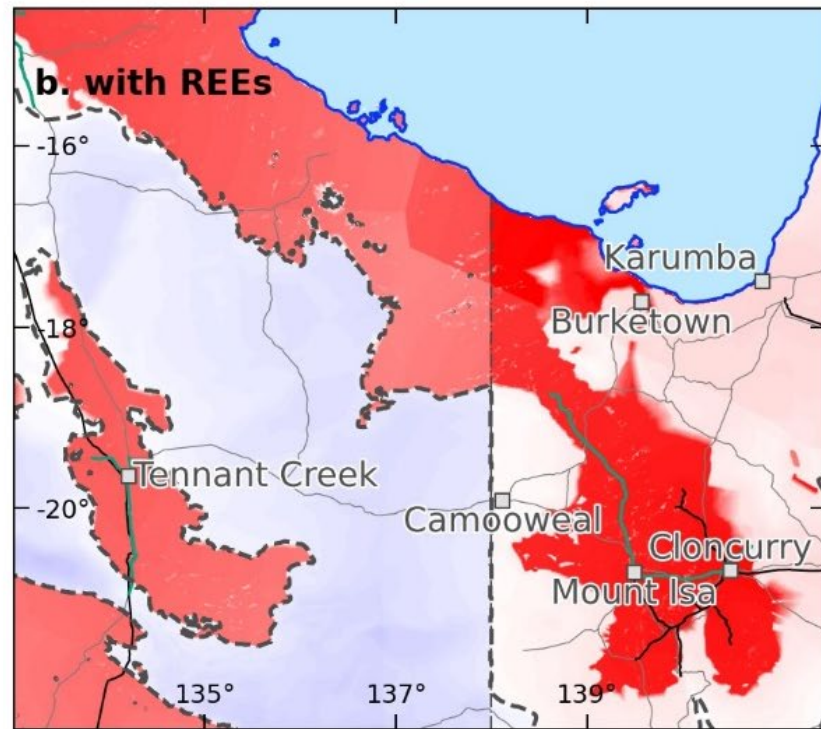 b. with REEs
-16°
Karumba
-18°
Burketown
Tennant Creek
-20°
Camooweal
Cloncurry
Mount Isa
135°
137°
139°